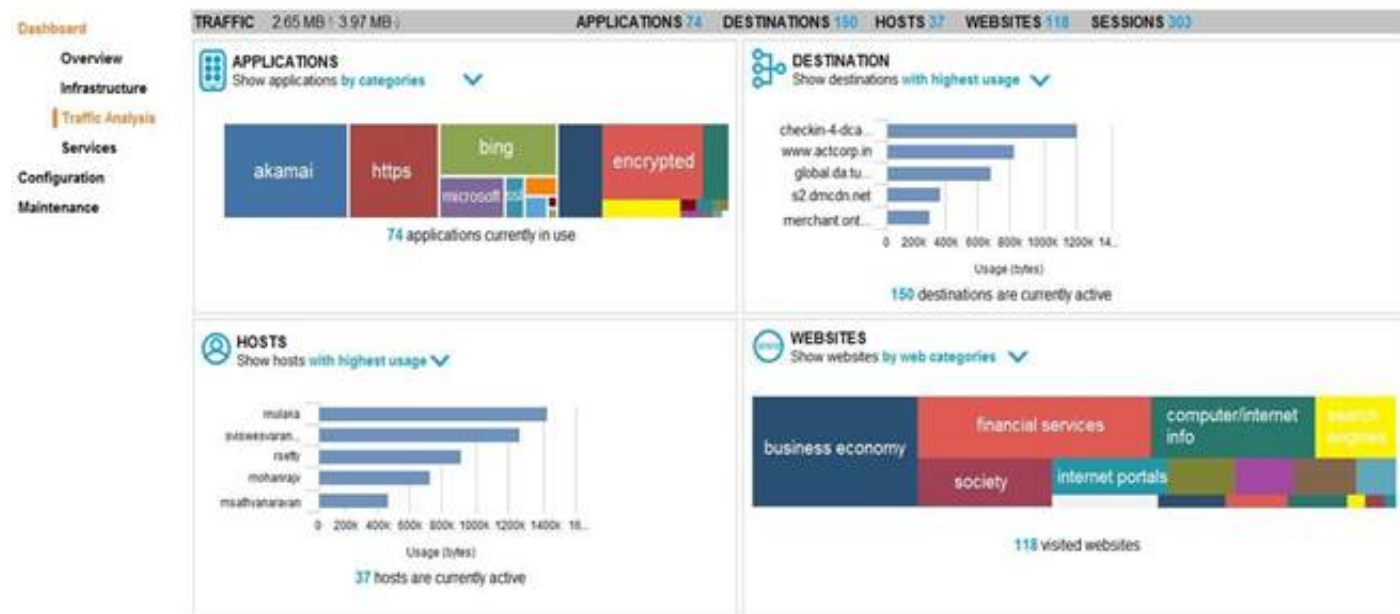 Dashboard
Overview
Infrastructure
Traffic Analysis
Services
Configuration
Maintenance
TRAFFIC 2.65 MB↑ 3.97 MB↓ APPLICATIONS 74 DESTINATIONS 150 HOSTS 37 WEBSITES 118 SESSIONS 303
APPLICATIONS
Show applications by categories
akamai
https
bing
microsoft
ssl
encrypted
74 applications currently in use
DESTINATION
Show destinations with highest usage
checkin-4-dca...
www.actcorp.in
global.da.tu...
s2.dmcdn.net
merchant.ont...
0 200k 400k 600k 800k 1000k 1200k 14...
Usage (bytes)
150 destinations are currently active
HOSTS
Show hosts with highest usage
mulana
sviswesvaran...
rsetty
mohanrajv
msathyanarayan
0 200k 400k 600k 800k 1000k 1200k 1400k 16...
Usage (bytes)
37 hosts are currently active
WEBSITES
Show websites by web categories
business economy
financial services
computer/internet
info
search
engines
society
internet portals
118 visited websites